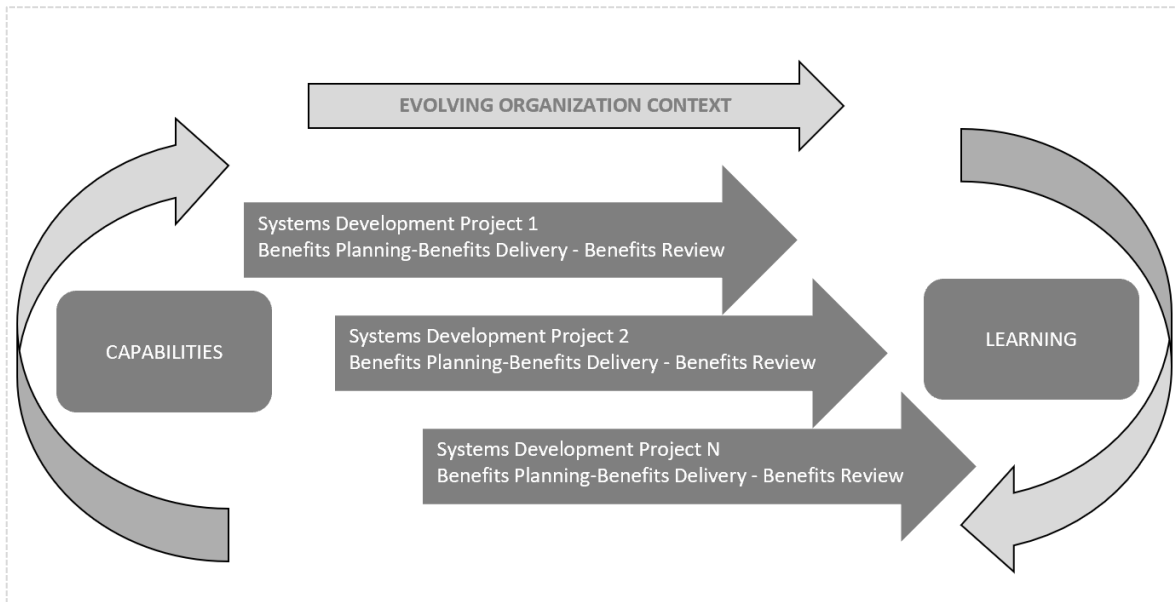 EVOLVING ORGANIZATION CONTEXT
Systems Development Project 1
Benefits Planning-Benefits Delivery - Benefits Review
CAPABILITIES
Systems Development Project 2
Benefits Planning-Benefits Delivery - Benefits Review
LEARNING
Systems Development Project N
Benefits Planning-Benefits Delivery - Benefits Review